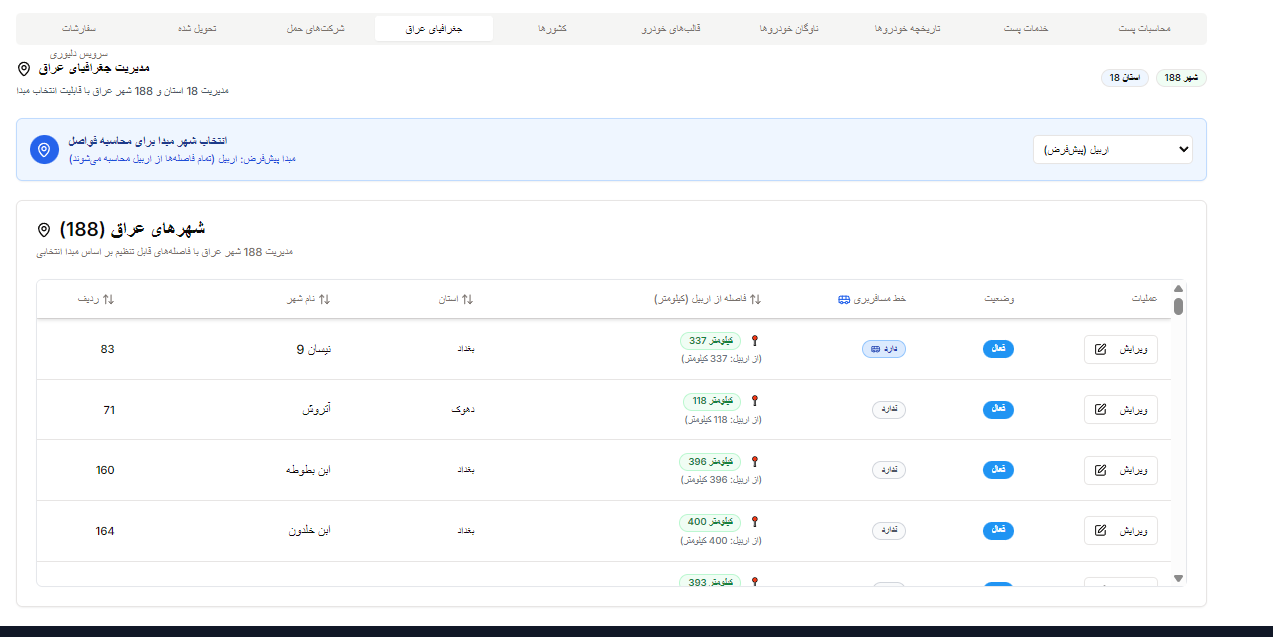 محاسبات پست
خدمات پست
تاریخچه خودروها
ناوگان خودروها
قالب‌های خودرو
کشورها
جغرافیای عراق
شرکت‌های حمل
تحویل شده
سفارشات
سرویس دلیوری
مدیریت جغرافیای عراق
مدیریت 18 استان و 188 شهر عراق با قابلیت انتخاب مبدا
188 شهر
18 استان
انتخاب شهر مبدا برای محاسبه فواصل
مبدا پیش‌فرض: اربیل (تمام فاصله‌ها از اربیل محاسبه می‌شوند)
اربیل (پیش‌فرض)
شهرهای عراق (188)
مدیریت 188 شهر عراق با فاصله‌های قابل تنظیم بر اساس مبدا انتخابی
عملیات وضعیت خط مسافربری فاصله از اربیل (کیلومتر) استان نام شهر ردیف
ویرایش فعال دارد 337 کیلومتر بغداد نیسان 9 83
(از اربیل: 337 کیلومتر)
ویرایش فعال ندارد 118 کیلومتر دهوک أتروش 71
(از اربیل: 118 کیلومتر)
ویرایش فعال ندارد 396 کیلومتر بغداد ابن بطوطه 160
(از اربیل: 396 کیلومتر)
ویرایش فعال ندارد 400 کیلومتر بغداد ابن خلدون 164
(از اربیل: 400 کیلومتر)
393 کیلومتر